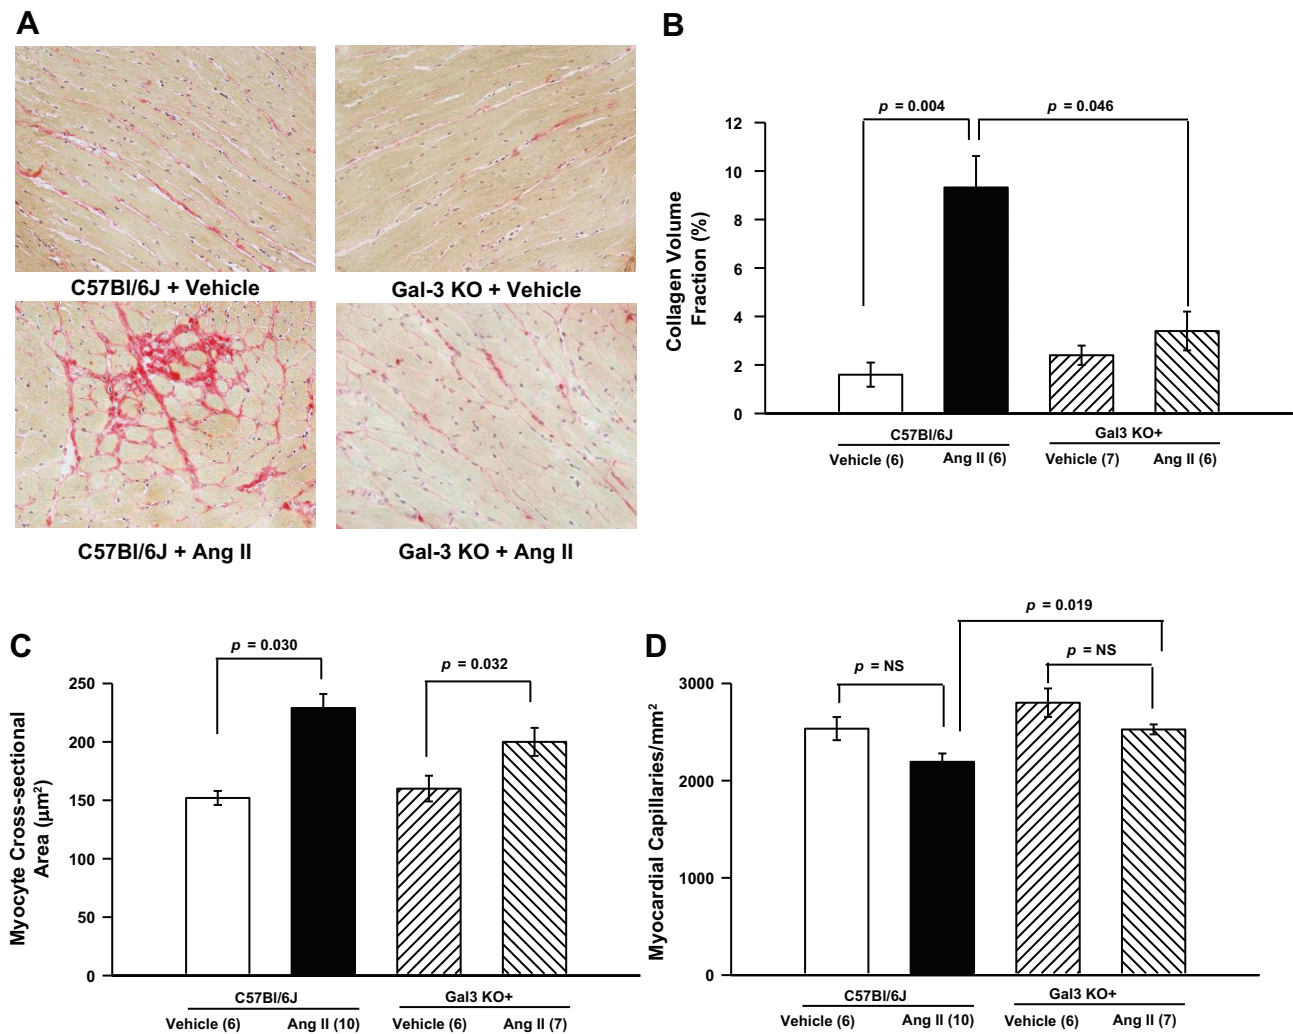 A
C57Bl/6J + Vehicle
Gal-3 KO + Vehicle
C57Bl/6J + Ang II
Gal-3 KO + Ang II
B
p = 0.004
p = 0.046
12
10
8
6
4
2
0
Collagen Volume
Fraction (%)
C57Bl/6J
Gal3 KO+
Vehicle (6)
Ang II (6)
Vehicle (7)
Ang II (6)
C
p = 0.030
p = 0.032
250
200
150
100
50
0
Myocyte Cross-sectional
Area (μm²)
C57Bl/6J
Gal3 KO+
Vehicle (6)
Ang II (10)
Vehicle (6)
Ang II (7)
D
p = 0.019
p = NS
p = NS
3000
2000
1000
0
Myocardial Capillaries/mm²
C57Bl/6J
Gal3 KO+
Vehicle (6)
Ang II (10)
Vehicle (6)
Ang II (7)